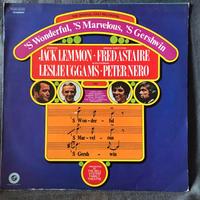 'S Wonderful, 'S Marvelous, 'S Gershwin
JACK LEMMON · FRED ASTAIRE
LESLIE UGGAMS · PETER NERO
'S Won - der - ful
'S Mar - vel - ous
'S Gersh - win